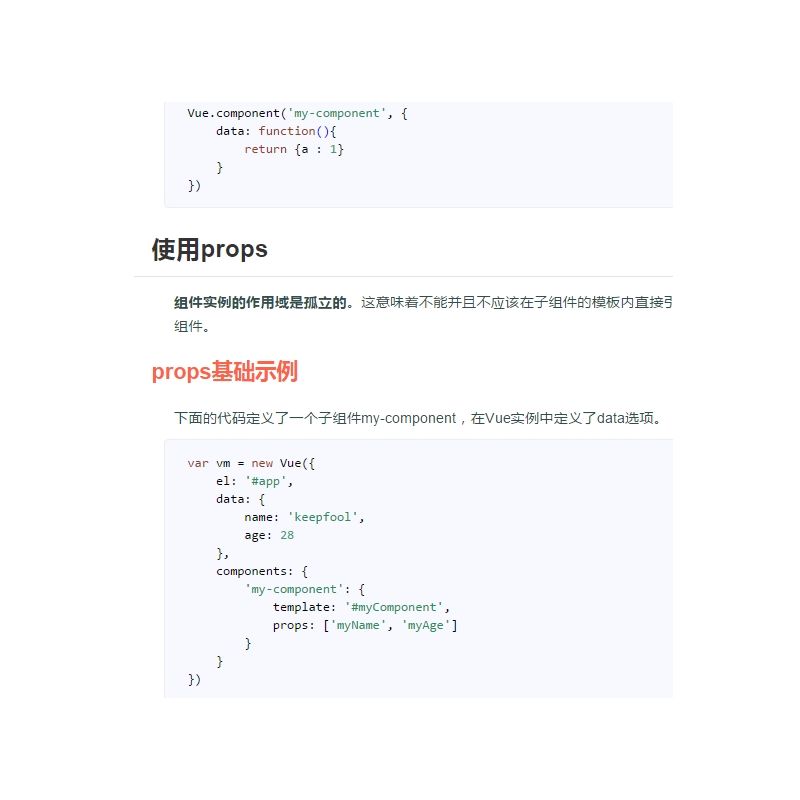 Vue.component('my-component', {
    data: function(){
        return {a : 1}
    }
})
使用props
组件实例的作用域是孤立的。这意味着不能并且不应该在子组件的模板内直接引
组件。
props基础示例
下面的代码定义了一个子组件my-component，在Vue实例中定义了data选项。
var vm = new Vue({
    el: '#app',
    data: {
        name: 'keepfool',
        age: 28
    },
    components: {
        'my-component': {
            template: '#myComponent',
            props: ['myName', 'myAge']
        }
    }
})